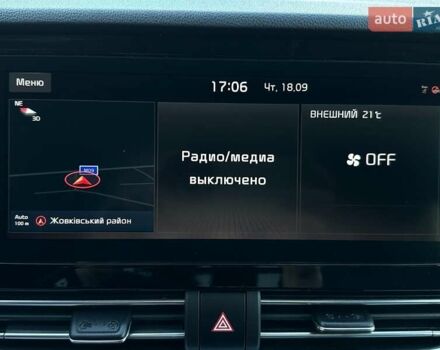 auto RIA
Меню
17:06 Чт, 18.09
NE
3D
M09
Auto
100 м
Жовківський район
Радио/медиа
выключено
ВНЕШНИЙ 21℃
OFF